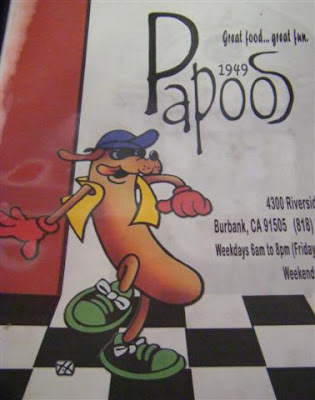 Great food... great fun.
Papoos
1949
4300 Riversid
Burbank, CA 91505 (818)
Weekdays 6am to 8pm (Friday
Weekend